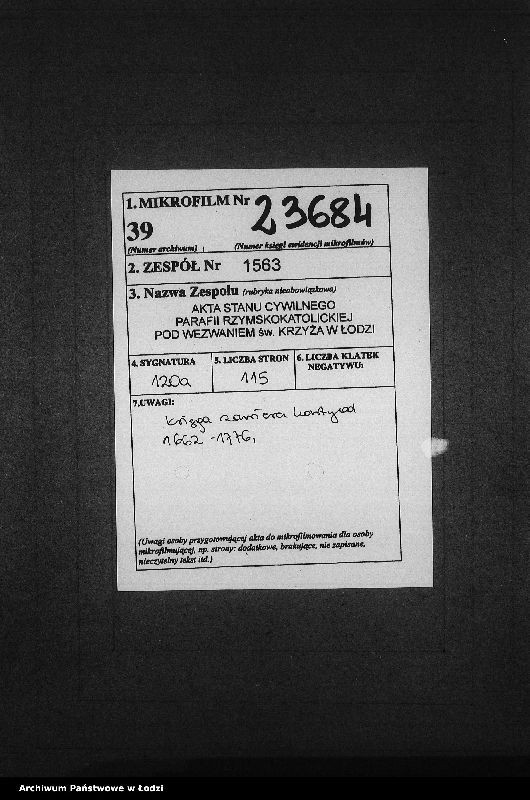 1. MIKROFILM Nr 23684
39
(Numer archiwum) (Numer księgi ewidencji mikrofilmów)
2. ZESPÓŁ Nr 1563
3. Nazwa Zespołu (rubryka nieobowiązkowa)
AKTA STANU CYWILNEGO
PARAFII RZYMSKOKATOLICKIEJ
POD WEZWANIEM św. KRZYŻA W ŁODZI
4. SYGNATURA 5. LICZBA STRON 6. LICZBA KLATEK
NEGATYWU:
120a 115
7.UWAGI:
księga zawiera karty od
1662 - 1776,
(Uwagi osoby przygotowującej akta do mikrofilmowania dla osoby
mikrofilmującej, np. strony: dodatkowe, brakujące, nie zapisane,
nieczytelny tekst itd.)
Archiwum Państwowe w Łodzi